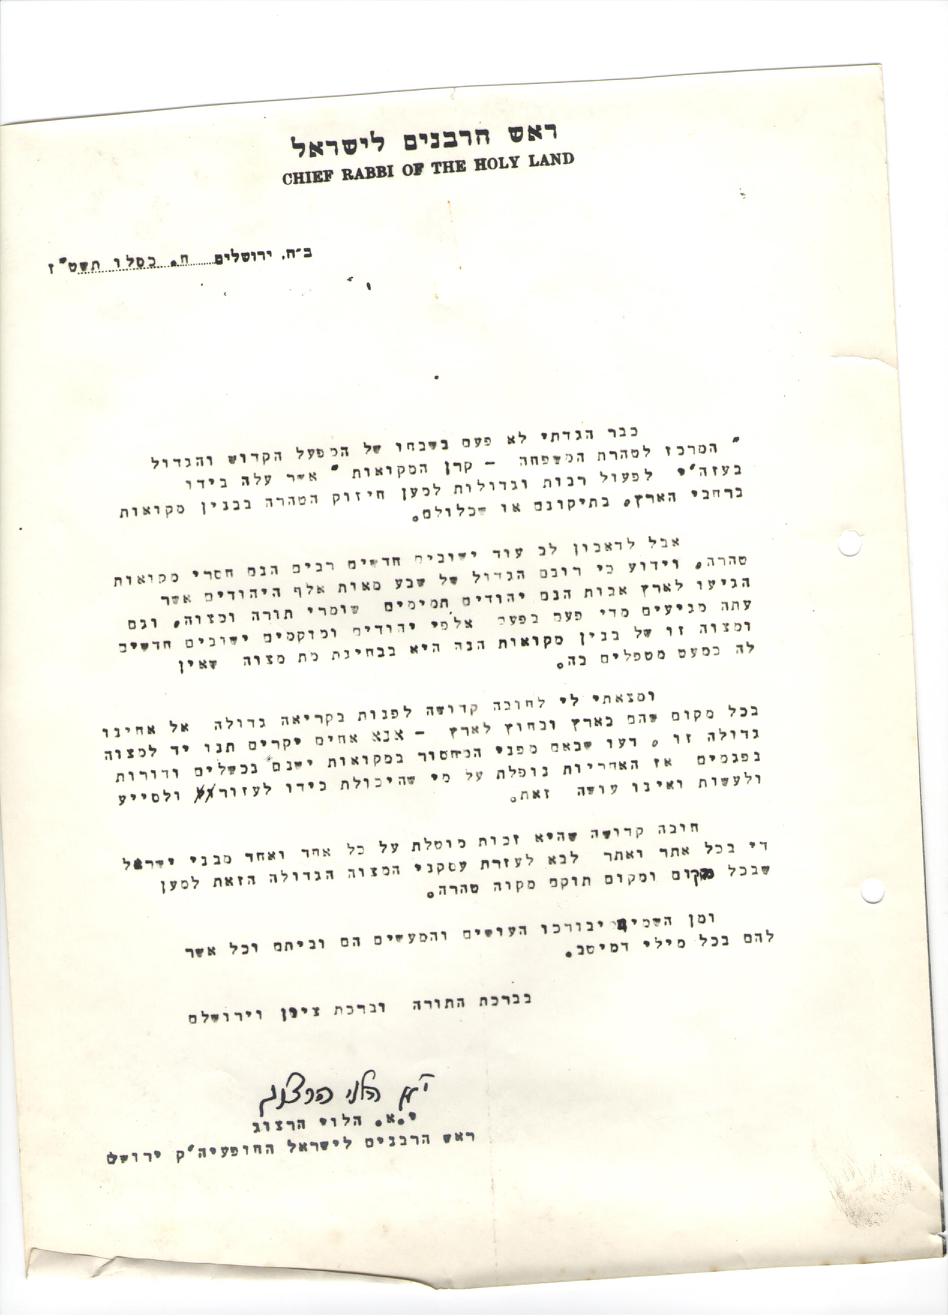 ראש הרבנים לישראל
CHIEF RABBI OF THE HOLY LAND
ב״ה, ירושלים ח. כסלו תשט"ז
כבר הגדתי לא פעם בשבחו של המפעל הקדוש והגדול
" המרכז לטהרת המשפחה - קרן המקואות " אשר עלה בידו
בעזה'י לפעול רבות וגדולות למען חיזוק הטהרה בבנין מקואות
ברחבי הארץ. בתיקונם או שכלולם.
אבל לדאבון לב עוד ישובים חדשים רבים הנם חסרי מקואות
טהרה. וידוע כי רובם הגדול של שבע מאות אלף היהודים אשר
הגיעו לארץ אבות הנם יהודים תמימים שומרי תורה ומצוה. וגם
עתה מגיעים מדי פעם בפעם אלפי יהודים ומוקמים ישובים חדשים
ומצוה זו של בנין מקואות הנה היא בבחינת מת מצוה שאין
לה כמעט מטפלים בה.
ומצאתי לי לחובה קדושה לפנות בקריאה גדולה אל אחינו
בכל מקום שהם בארץ ובחוץ לארץ - אנא אחים יקרים תנו יד למצוה
גדולה זו . דעו שבאם מפני המחסור במקואות ישנם נכשלים ודורות
נפגמים אז האחריות נופלת על מי שהיכולת בידו לעזור ולסייע
ולעשות ואינו עושה זאת.
חובה קדושה שהיא זכות מוטלת על כל אחד ואחד מבני ישראל
די בכל אתר ואתר לבא לעזרת עסקני המצוה הגדולה הזאת למען
שבכל מקום ומקום תוקם מקוה טהרה.
ומן השמים יבורכו העושים והמעשים הם וביתם וכל אשר
להם בכל מילי דמיטב.
בברכת התורה וברכת ציון וירושלם
י"א הלוי הרצוג
י.א. הלוי הרצוג
ראש הרבנים לישראל החופעיה'ק ירושלם